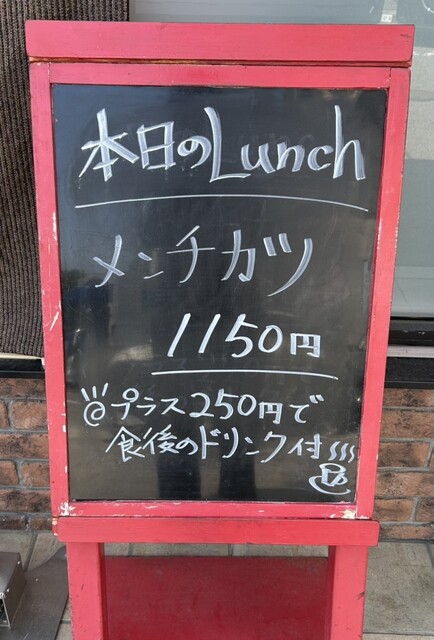 本日のLunch
メンチカツ
1150円
@プラス250円で
食後のドリンク付